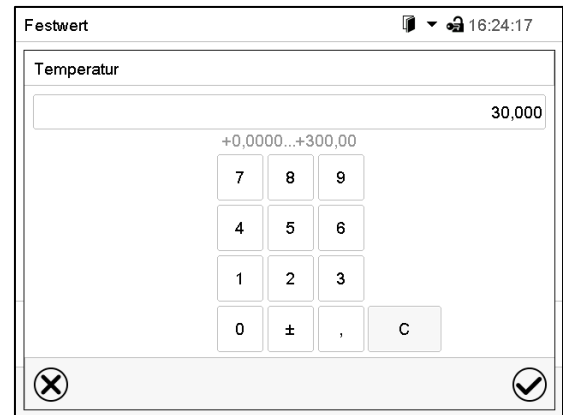 Festwert 16:24:17
Temperatur
30,000
+0,0000...+300,00
7 8 9
4 5 6
1 2 3
0 ± , C